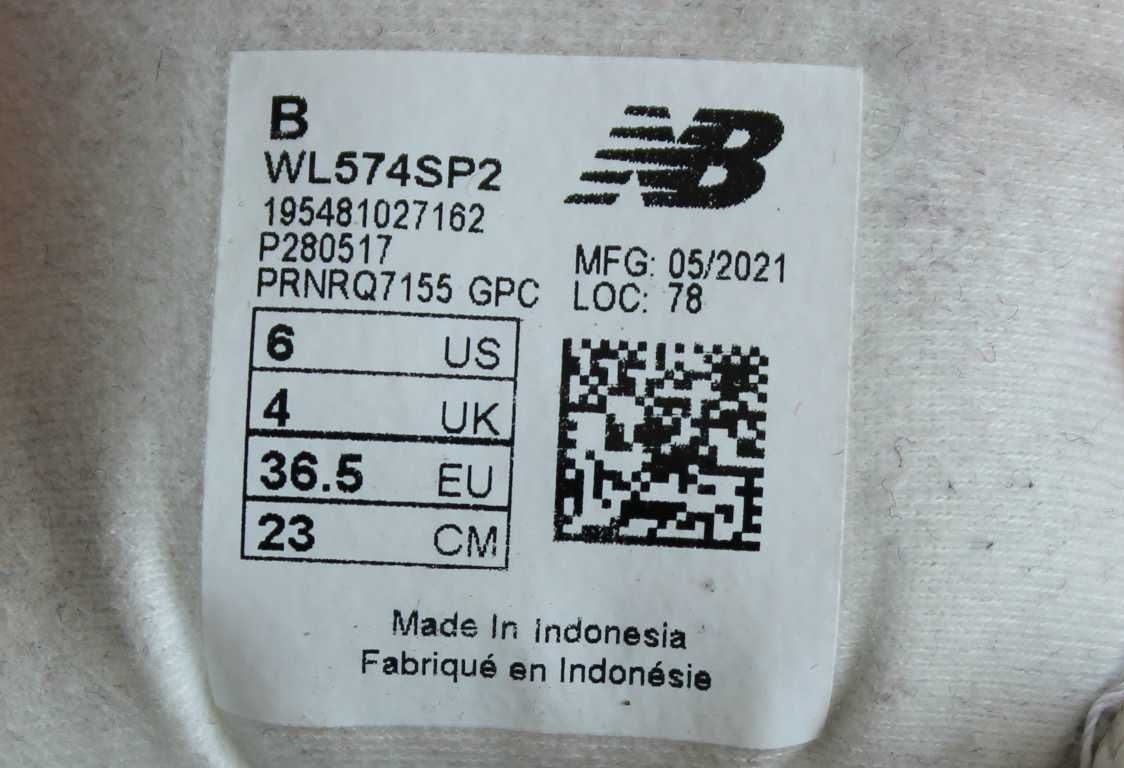 B
NB
WL574SP2
195481027162
P280517
PRNRQ7155 GPC
MFG: 05/2021
LOC: 78
6 US
4 UK
36.5 EU
23 CM
Made In Indonesia
Fabriqué en Indonésie